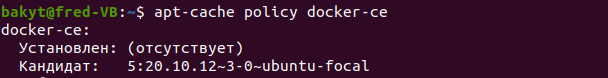 bakyt@fred-VB:~$ apt-cache policy docker-ce
docker-ce:
  Установлен: (отсутствует)
  Кандидат:   5:20.10.12~3-0~ubuntu-focal